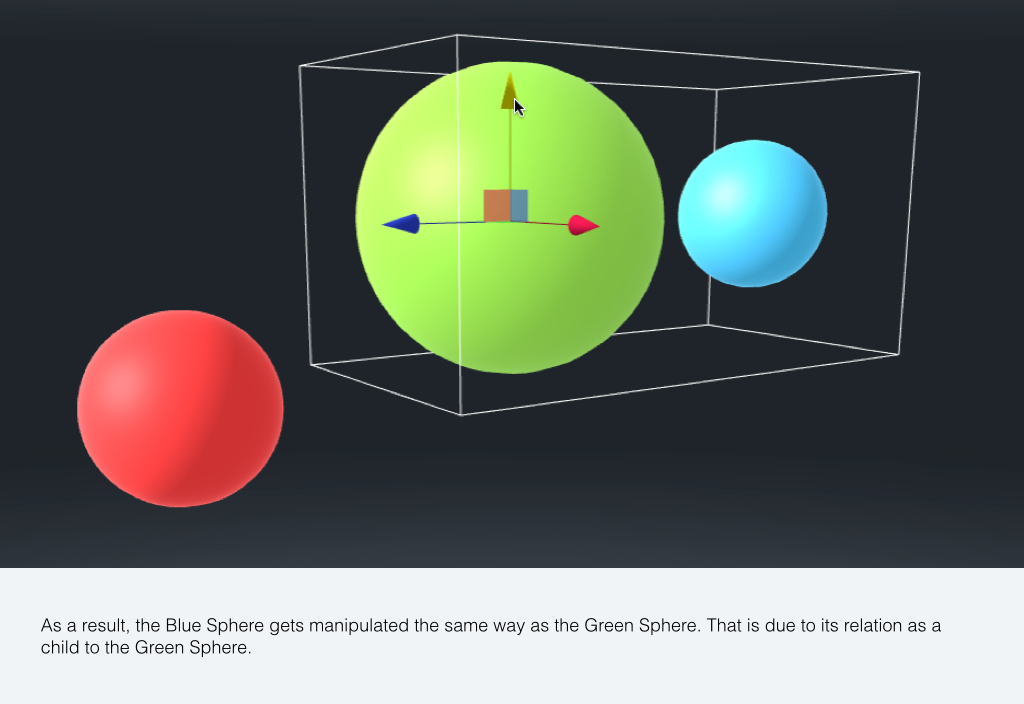 As a result, the Blue Sphere gets manipulated the same way as the Green Sphere. That is due to its relation as a
child to the Green Sphere.